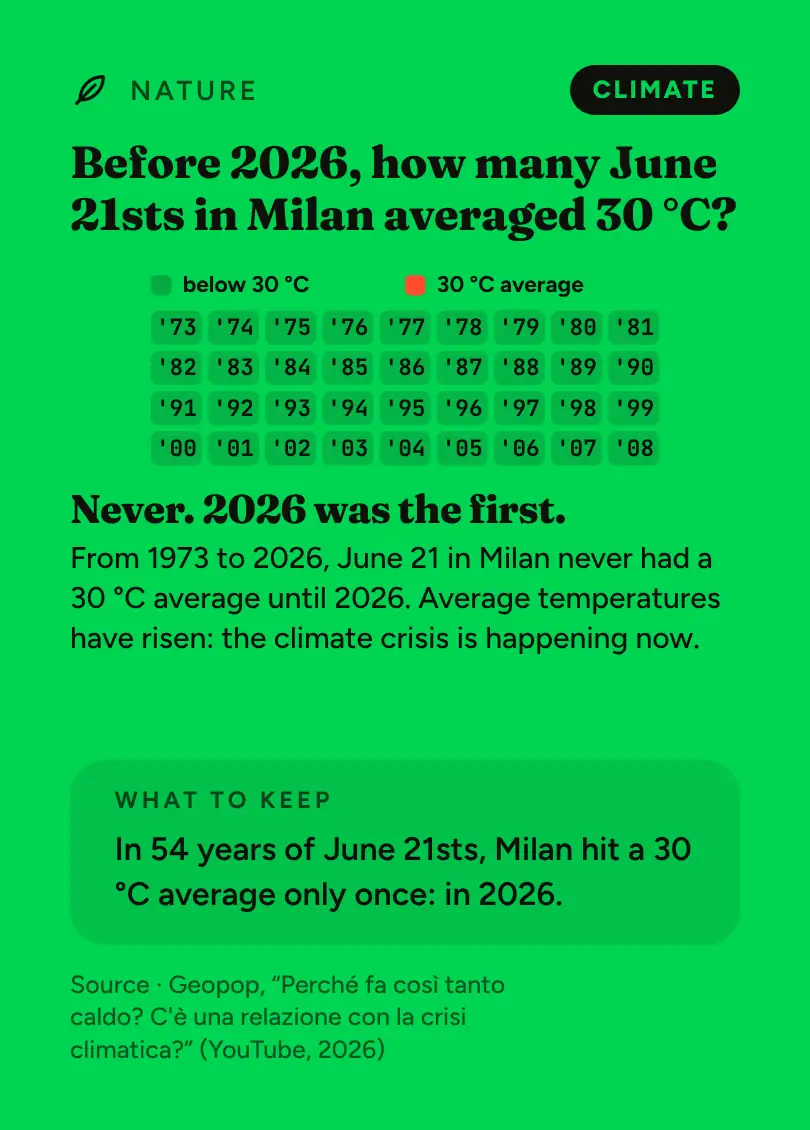 NATURE
CLIMATE
Before 2026, how many June
21sts in Milan averaged 30 °C?
below 30 °C
30 °C average
'73 '74 '75 '76 '77 '78 '79 '80 '81
'82 '83 '84 '85 '86 '87 '88 '89 '90
'91 '92 '93 '94 '95 '96 '97 '98 '99
'00 '01 '02 '03 '04 '05 '06 '07 '08
Never. 2026 was the first.
From 1973 to 2026, June 21 in Milan never had a
30 °C average until 2026. Average temperatures
have risen: the climate crisis is happening now.
WHAT TO KEEP
In 54 years of June 21sts, Milan hit a 30
°C average only once: in 2026.
Source · Geopop, “Perché fa così tanto
caldo? C'è una relazione con la crisi
climatica?” (YouTube, 2026)